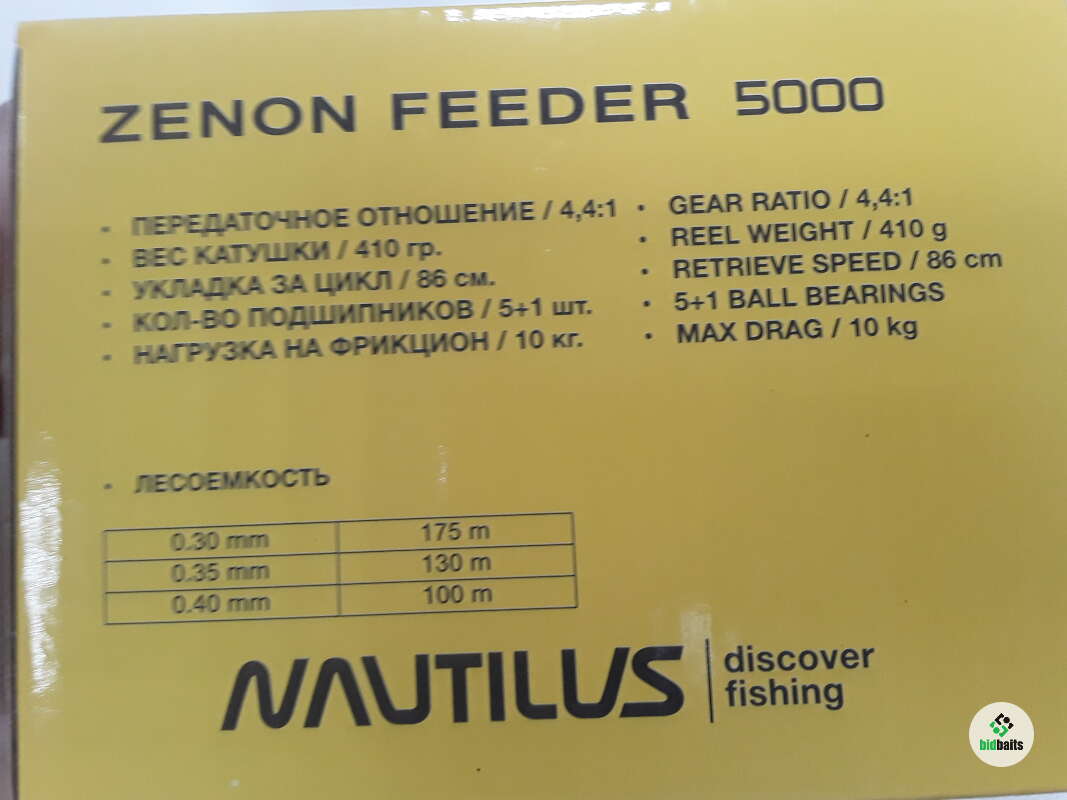 ZENON FEEDER 5000
• ПЕРЕДАТОЧНОЕ ОТНОШЕНИЕ / 4,4:1
• ВЕС КАТУШКИ / 410 гр.
• УКЛАДКА ЗА ЦИКЛ / 86 см.
• КОЛ-ВО ПОДШИПНИКОВ / 5+1 шт.
• НАГРУЗКА НА ФРИКЦИОН / 10 кг.
• GEAR RATIO / 4,4:1
• REEL WEIGHT / 410 g
• RETRIEVE SPEED / 86 cm
• 5+1 BALL BEARINGS
• MAX DRAG / 10 kg
• ЛЕСОЕМКОСТЬ
0.30 mm 175 m
0.35 mm 130 m
0.40 mm 100 m
NAUTILUS
discover
fishing
bidbaits